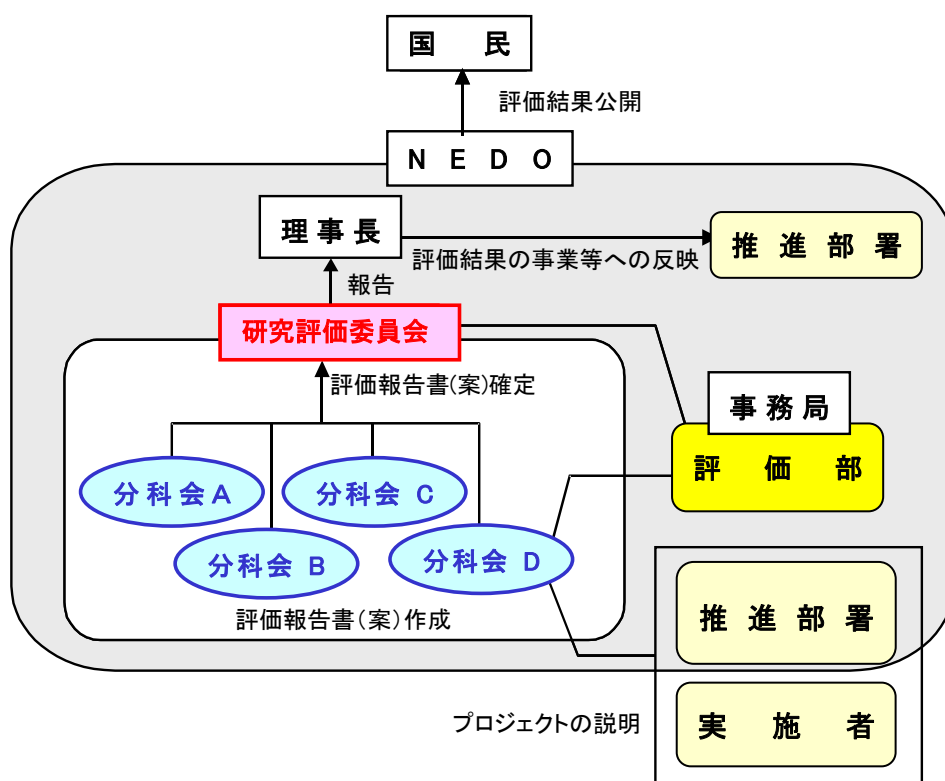 国民
評価結果公開
NEDO
理事長
評価結果の事業等への反映
推進部署
報告
研究評価委員会
評価報告書(案)確定
事務局
評価部
分科会A
分科会 C
分科会 B
分科会 D
評価報告書(案)作成
推進部署
プロジェクトの説明
実施者